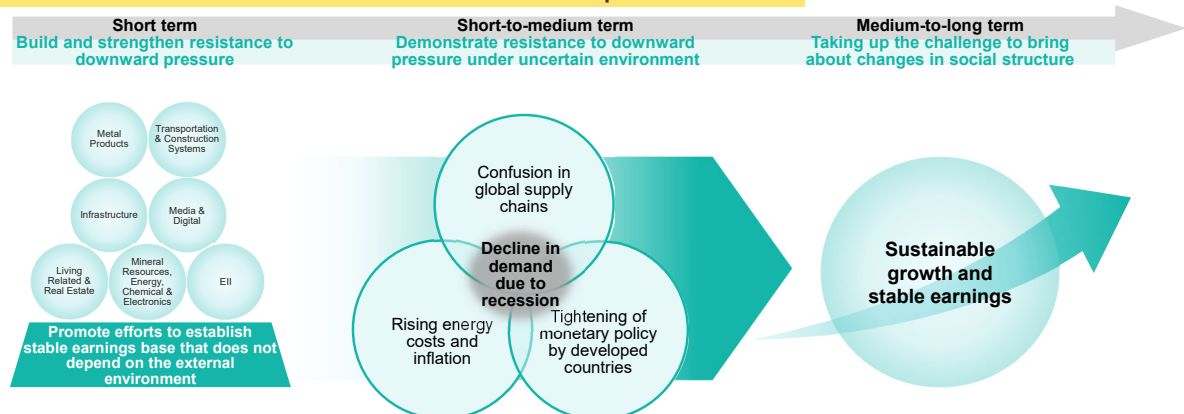 Short term
Build and strengthen resistance to
downward pressure
Short-to-medium term
Demonstrate resistance to downward
pressure under uncertain environment
Medium-to-long term
Taking up the challenge to bring
about changes in social structure
Metal
Products
Transportation
& Construction
Systems
Infrastructure
Media &
Digital
Living
Related &
Real Estate
Mineral
Resources,
Energy,
Chemical &
Electronics
EII
Promote efforts to establish
stable earnings base that does not
depend on the external
environment
Confusion in
global supply
chains
Decline in
demand
due to
recession
Rising energy
costs and
inflation
Tightening of
monetary policy
by developed
countries
Sustainable
growth and
stable earnings